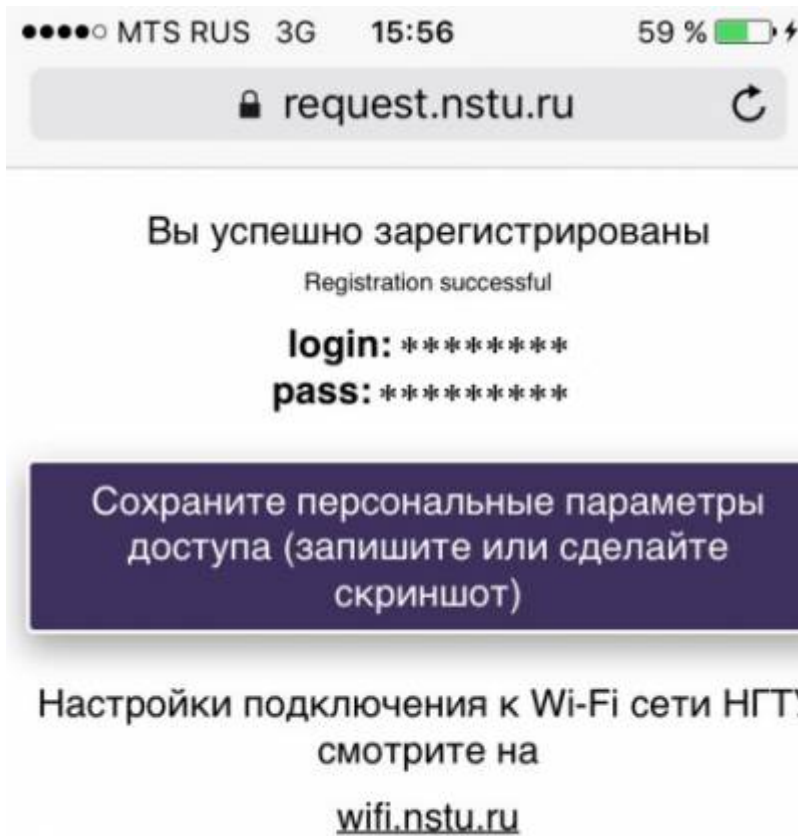 MTS RUS 3G 15:56 59 %
request.nstu.ru
Вы успешно зарегистрированы
Registration successful
login: ********
pass: *********
Сохраните персональные параметры
доступа (запишите или сделайте
скриншот)
Настройки подключения к Wi-Fi сети НГТУ
смотрите на
wifi.nstu.ru